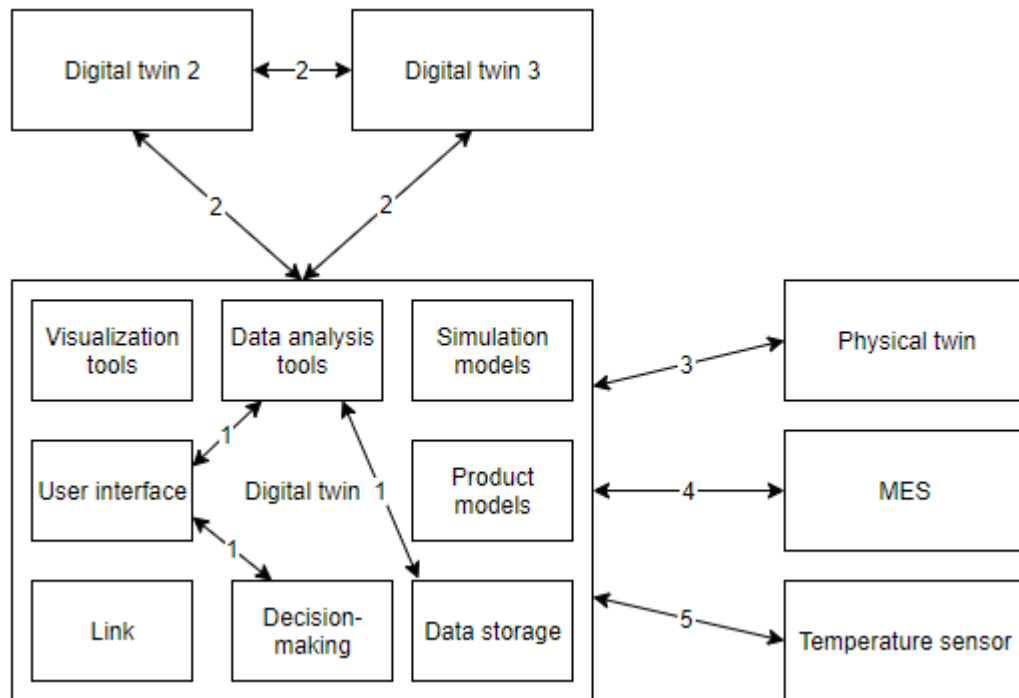 Digital twin 2
2
Digital twin 3
2
2
Visualization
tools
Data analysis
tools
Simulation
models
3
Physical twin
1
User interface
Digital twin
1
Product
models
4
MES
1
Link
Decision-
making
Data storage
5
Temperature sensor